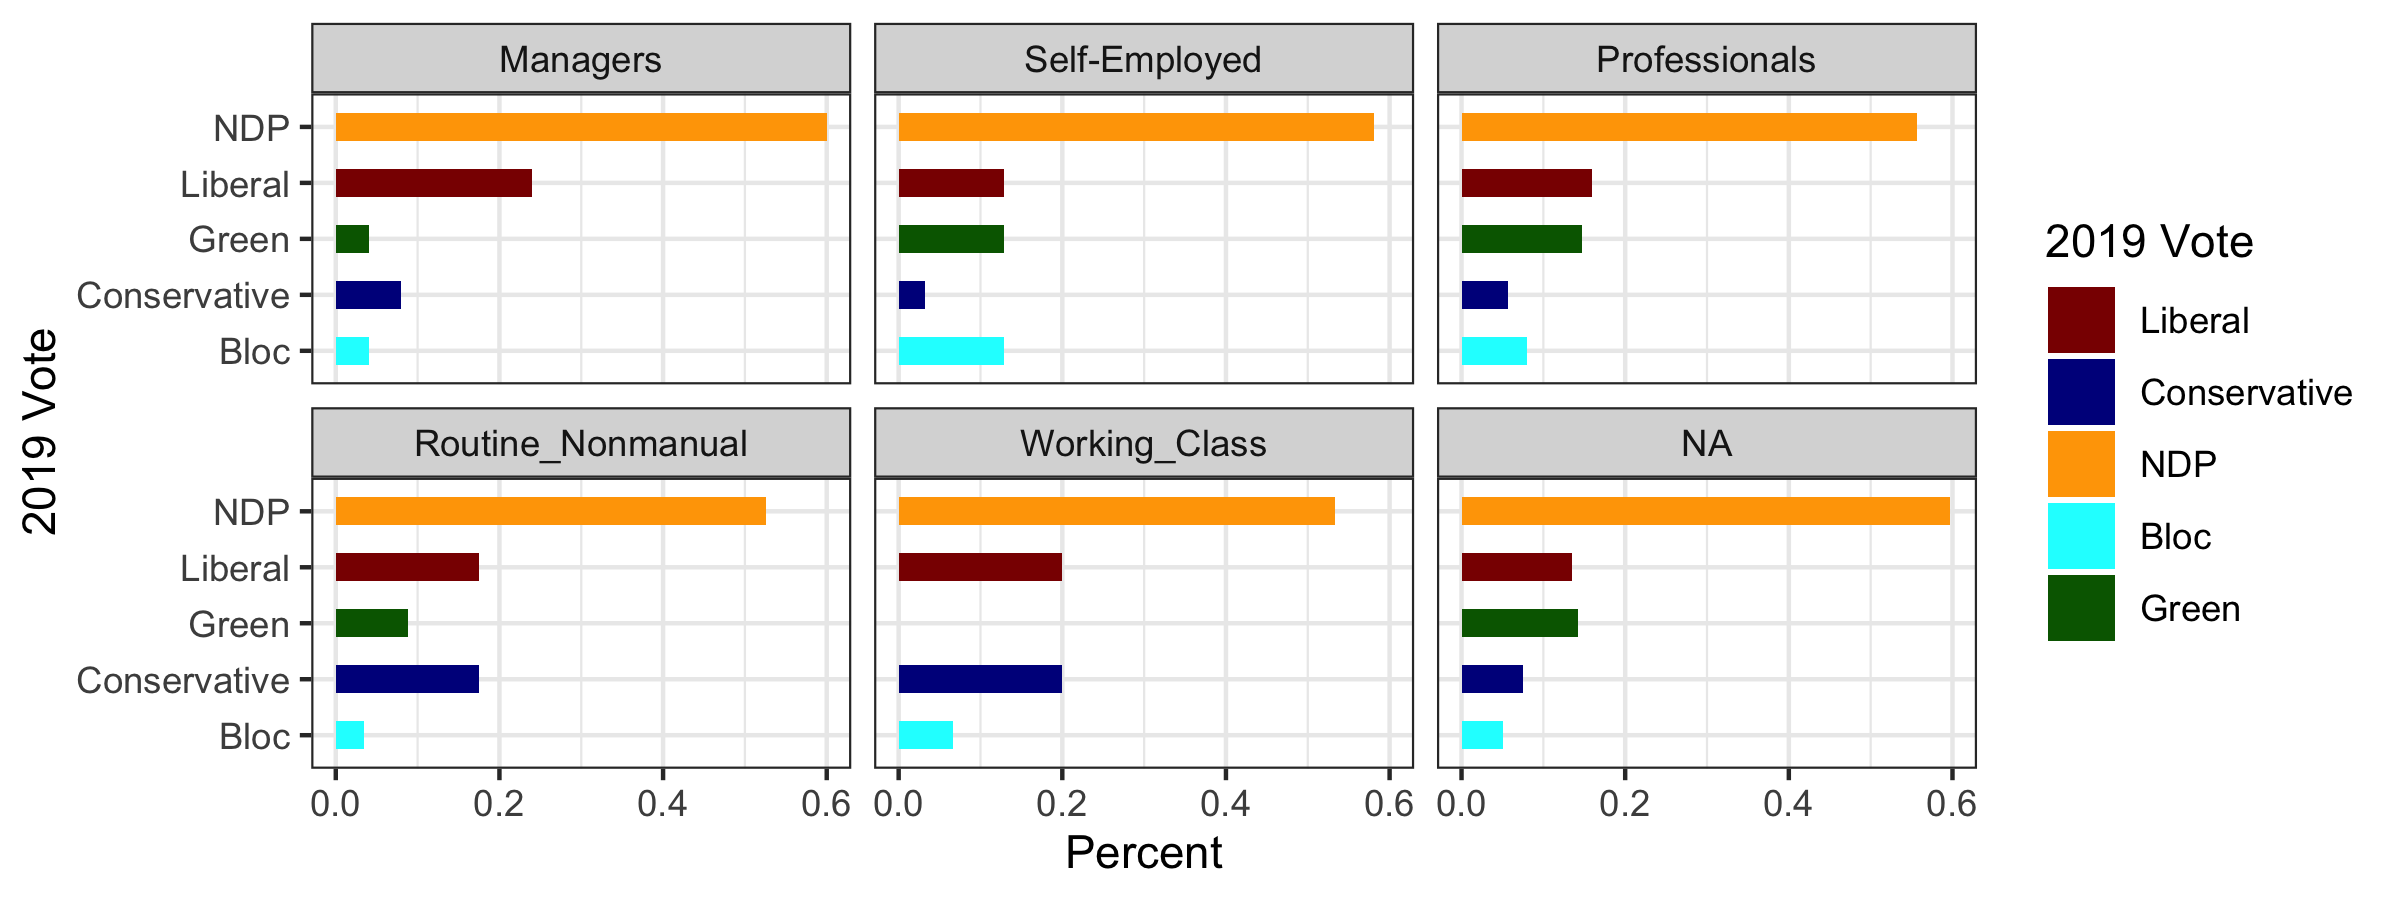 Managers
Self-Employed
Professionals
NDP
Liberal
Green
Conservative
Bloc
Routine_Nonmanual
Working_Class
NA
NDP
Liberal
Green
Conservative
Bloc
0.0 0.2 0.4 0.6
0.0 0.2 0.4 0.6
0.0 0.2 0.4 0.6
Percent
2019 Vote
2019 Vote
Liberal
Conservative
NDP
Bloc
Green